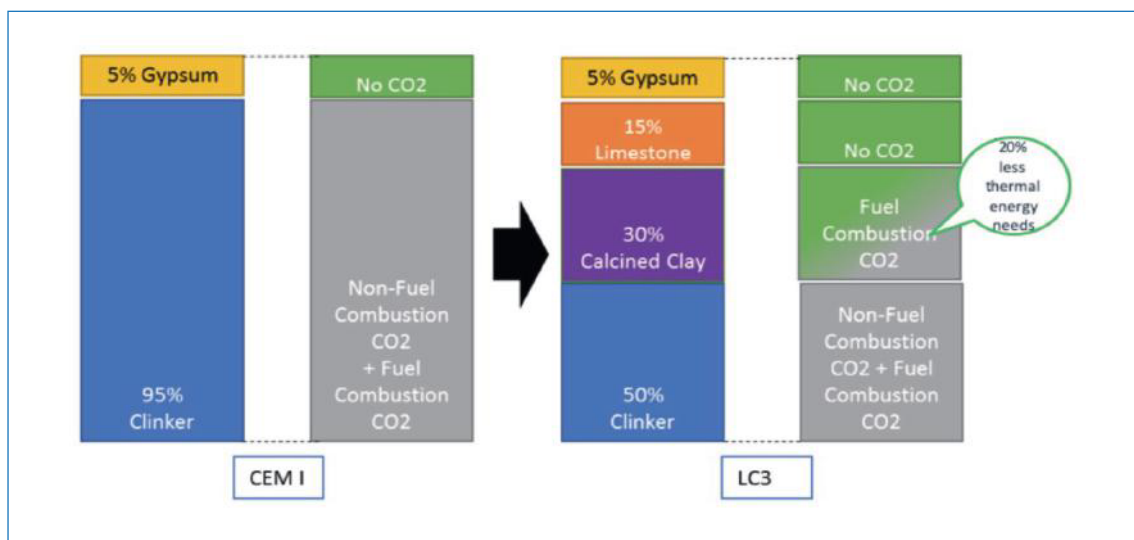 5% Gypsum
95%
Clinker
No CO2
Non-Fuel
Combustion
CO2
+ Fuel
Combustion
CO2
CEM I
5% Gypsum
15%
Limestone
30%
Calcined Clay
50%
Clinker
No CO2
No CO2
Fuel
Combustion
CO2
Non-Fuel
Combustion
CO2 + Fuel
Combustion
CO2
20%
less
thermal
energy
needs
LC3